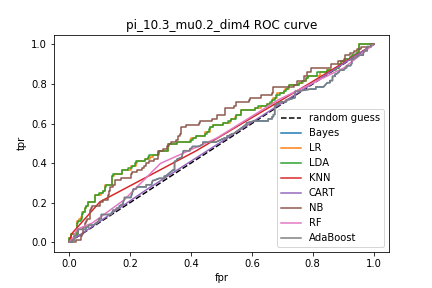 pi_10.3_mu0.2_dim4 ROC curve
1.0
0.8
0.6
0.4
0.2
0.0
tpr
random guess
Bayes
LR
LDA
KNN
CART
NB
RF
AdaBoost
0.0 0.2 0.4 0.6 0.8 1.0
fpr